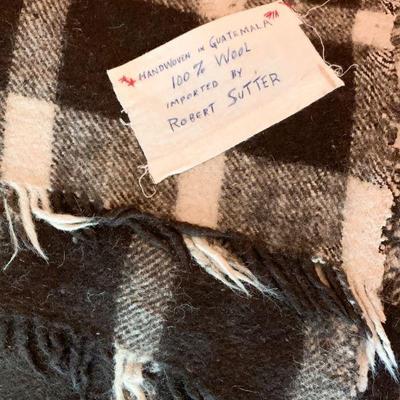 HANDWOVEN IN GUATEMALA
100% WOOL
IMPORTED BY
ROBERT SUTTER